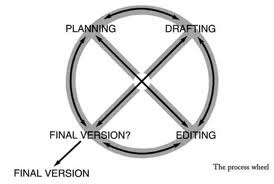 PLANNING DRAFTING
FINAL VERSION? EDITING
The process wheel
FINAL VERSION